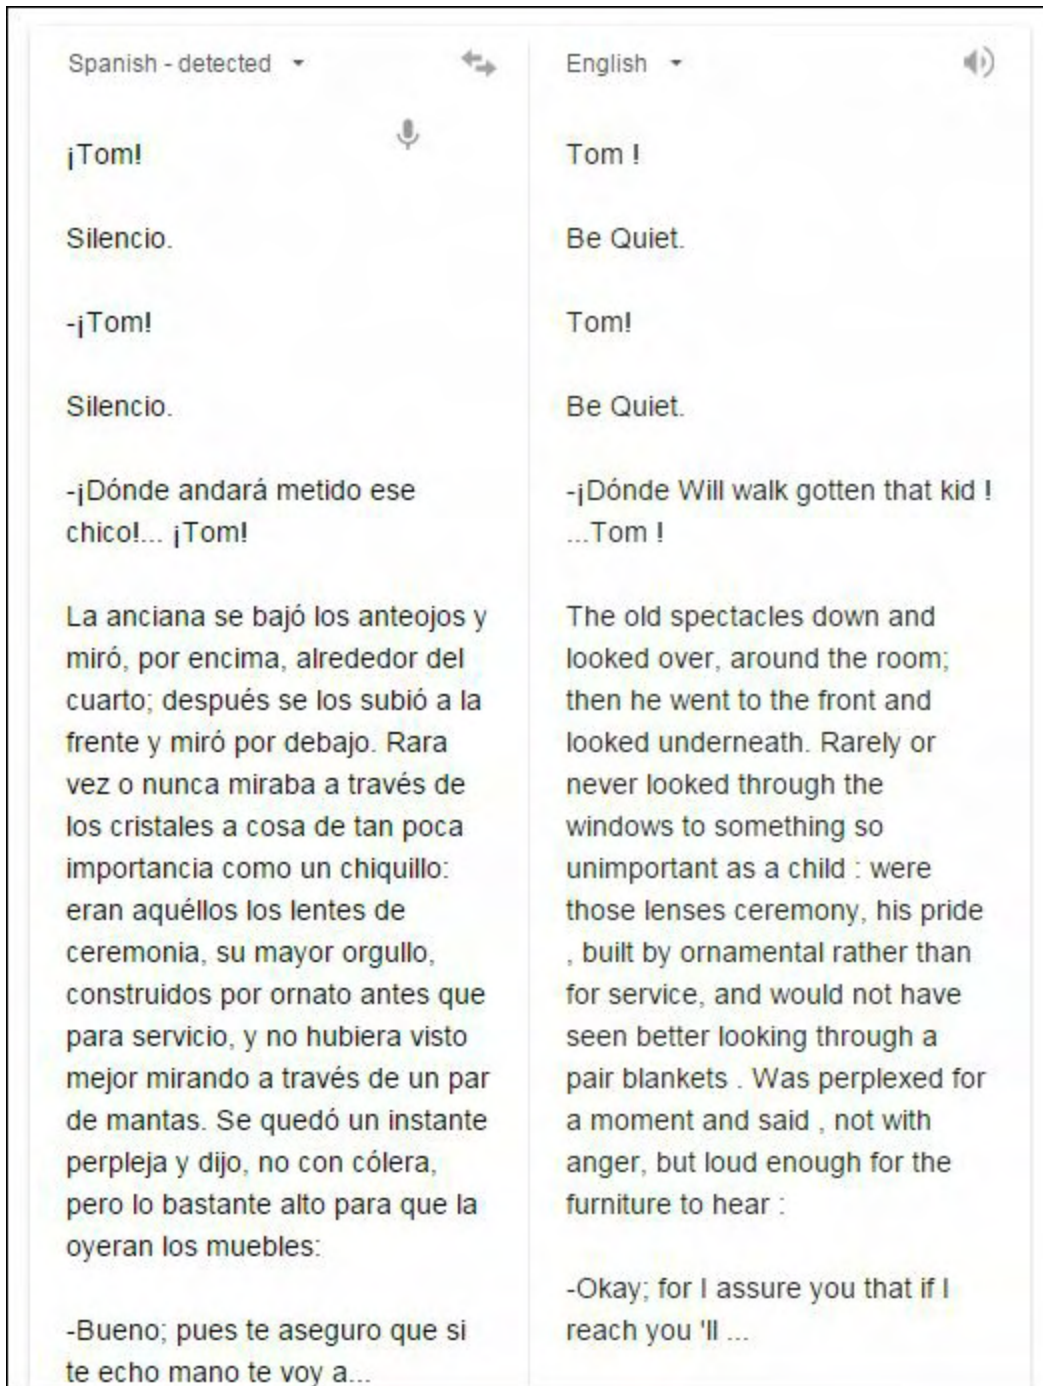 Spanish - detected
¡Tom!
Silencio.
-¡Tom!
Silencio.
-¡Dónde andará metido ese
chico!... ¡Tom!
La anciana se bajó los anteojos y
miró, por encima, alrededor del
cuarto; después se los subió a la
frente y miró por debajo. Rara
vez o nunca miraba a través de
los cristales a cosa de tan poca
importancia como un chiquillo:
eran aquéllos los lentes de
ceremonia, su mayor orgullo,
construidos por ornato antes que
para servicio, y no hubiera visto
mejor mirando a través de un par
de mantas. Se quedó un instante
perpleja y dijo, no con cólera,
pero lo bastante alto para que la
oyeran los muebles:
-Bueno; pues te aseguro que si
te echo mano te voy a...
English
Tom !
Be Quiet.
Tom!
Be Quiet.
-¡Dónde Will walk gotten that kid !
...Tom !
The old spectacles down and
looked over, around the room;
then he went to the front and
looked underneath. Rarely or
never looked through the
windows to something so
unimportant as a child : were
those lenses ceremony, his pride
, built by ornamental rather than
for service, and would not have
seen better looking through a
pair blankets . Was perplexed for
a moment and said , not with
anger, but loud enough for the
furniture to hear :
-Okay; for I assure you that if I
reach you 'll ...